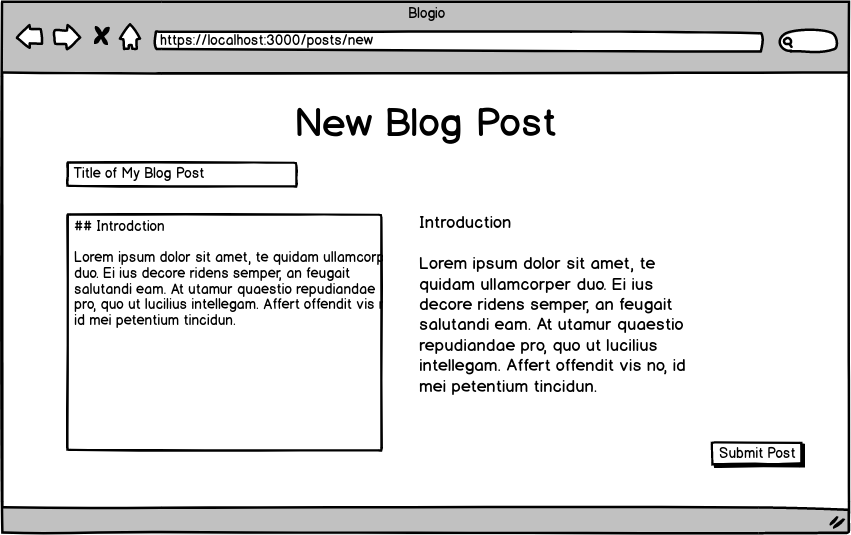 Blogio
https://localhost:3000/posts/new
New Blog Post
Title of My Blog Post
## Introdction
Lorem ipsum dolor sit amet, te quidam ullamcorp
duo. Ei ius decore ridens semper, an feugait
salutandi eam. At utamur quaestio repudiandae
pro, quo ut lucilius intellegam. Affert offendit vis
id mei petentium tincidun.
Introduction
Lorem ipsum dolor sit amet, te
quidam ullamcorper duo. Ei ius
decore ridens semper, an feugait
salutandi eam. At utamur quaestio
repudiandae pro, quo ut lucilius
intellegam. Affert offendit vis no, id
mei petentium tincidun.
Submit Post